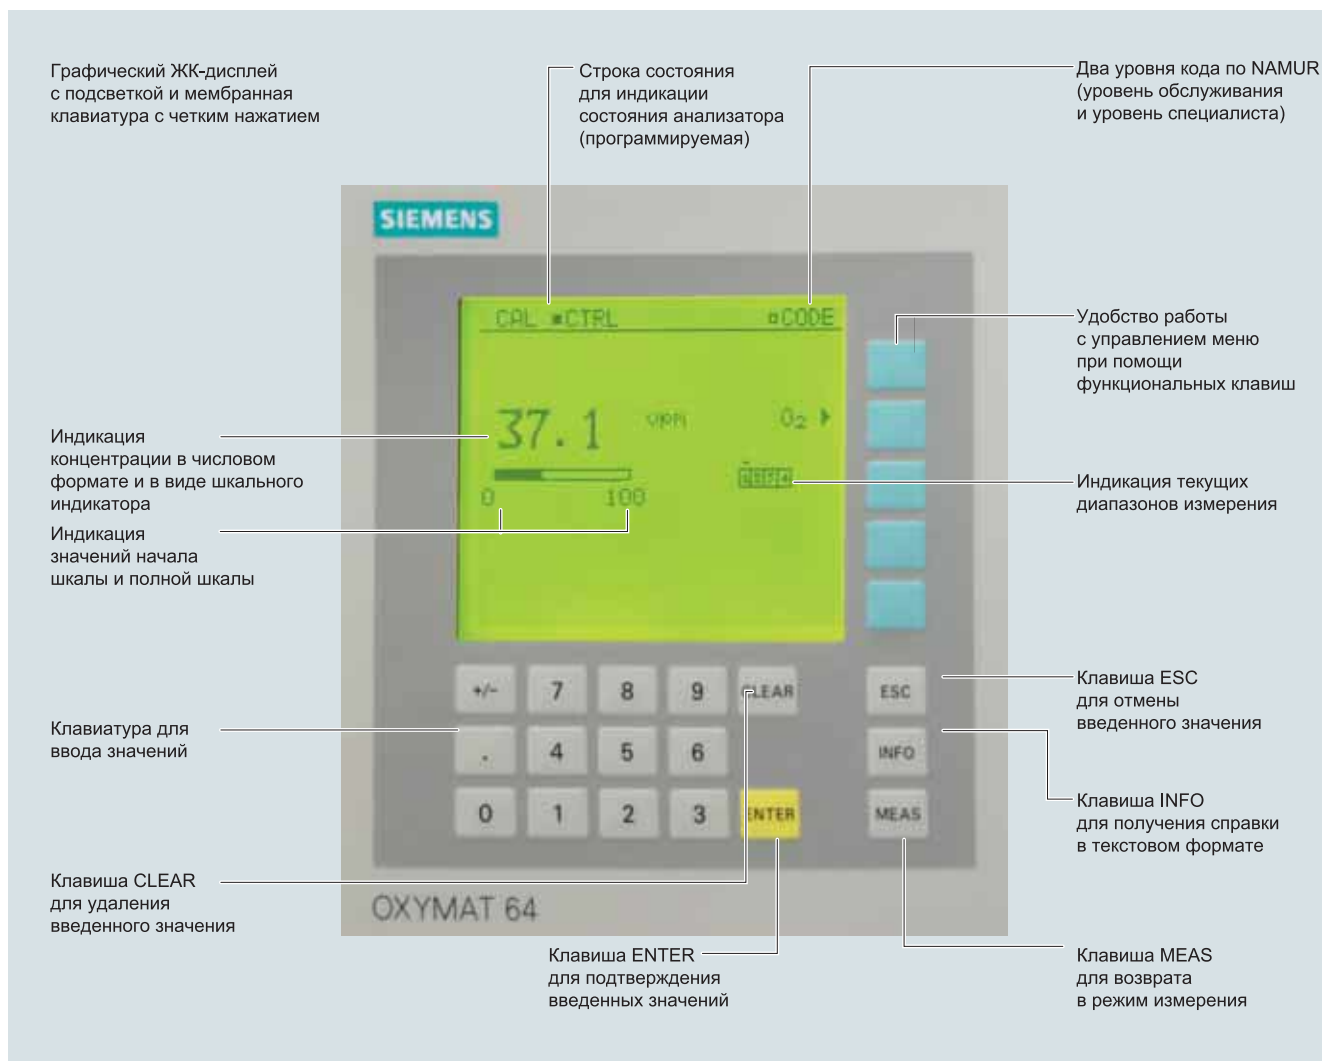 Графический ЖК-дисплей
с подсветкой и мембранная
клавиатура с четким нажатием
Строка состояния
для индикации
состояния анализатора
(программируемая)
Два уровня кода по NAMUR
(уровень обслуживания
и уровень специалиста)
SIEMENS
CAL CTRL
CODE
Удобство работы
с управлением меню
при помощи
функциональных клавиш
37.1
O2
Индикация
концентрации в числовом
формате и в виде шкального
индикатора
0 100
Индикация текущих
диапазонов измерения
Индикация
значений начала
шкалы и полной шкалы
+/- 7 8 9 CLEAR ESC
Клавиша ESC
для отмены
введенного значения
Клавиатура для
ввода значений
. 4 5 6 INFO
0 1 2 3 ENTER MEAS
Клавиша INFO
для получения справки
в текстовом формате
Клавиша CLEAR
для удаления
введенного значения
OXYMAT 64
Клавиша ENTER
для подтверждения
введенных значений
Клавиша MEAS
для возврата
в режим измерения